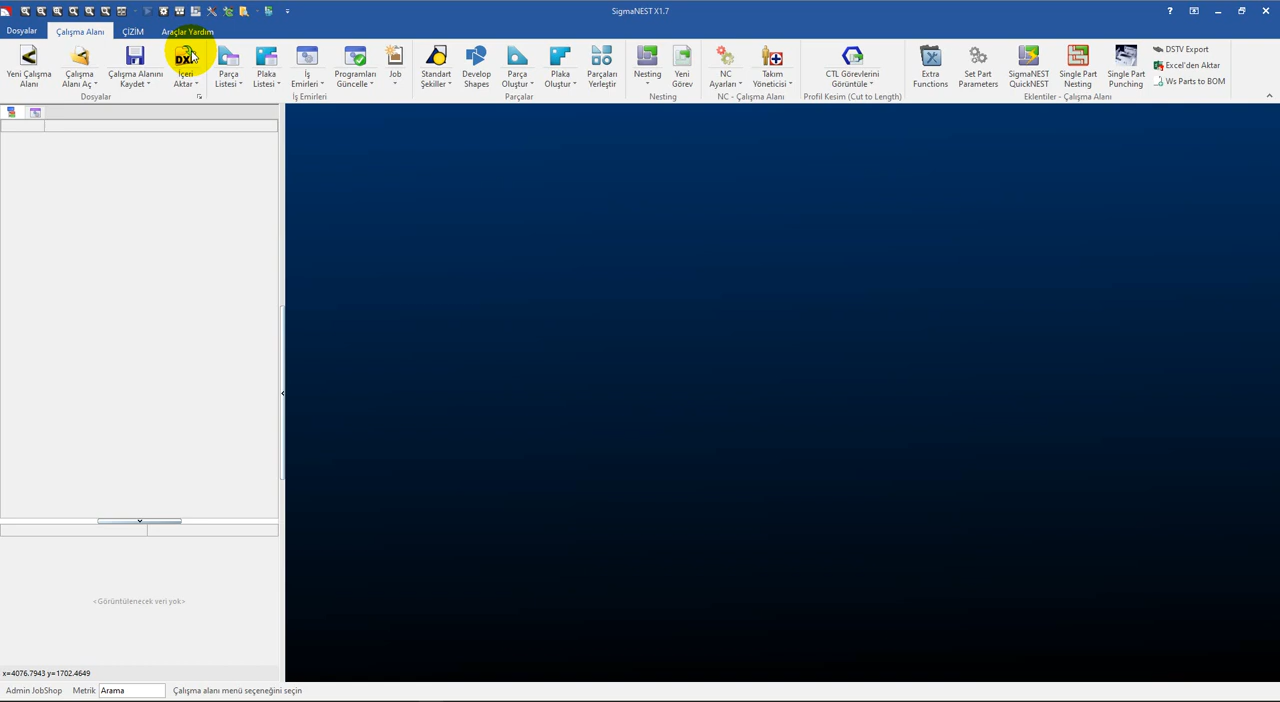 SigmaNEST X1.7
?
Dosyalar
Çalışma Alanı
ÇİZİM
Araçlar Yardım
Yeni Çalışma Alanı
Çalışma Alanı Aç
Çalışma Alanını Kaydet
DX
İçeri Aktar
Parça Listesi
Plaka Listesi
İş Emirleri
Programları Güncelle
Job
Standart Şekiller
Develop Shapes
Parça Oluştur
Plaka Oluştur
Parçaları Yerleştir
Nesting
Yeni Görev
NC Ayarları
Takım Yöneticisi
CTL Görevlerini Görüntüle
Extra Functions
Set Part Parameters
SigmaNEST QuickNEST
Single Part Nesting
Single Part Punching
DSTV Export
Excel'den Aktar
Ws Parts to BOM
Dosyalar
İş Emirleri
Parçalar
Nesting
NC - Çalışma Alanı
Profil Kesim (Cut to Length)
Eklentiler - Çalışma Alanı
<Görüntülenecek veri yok>
x=4076.7943 y=1702.4649
Admin JobShop
Metrik
Arama
Çalışma alanı menü seçeneğini seçin